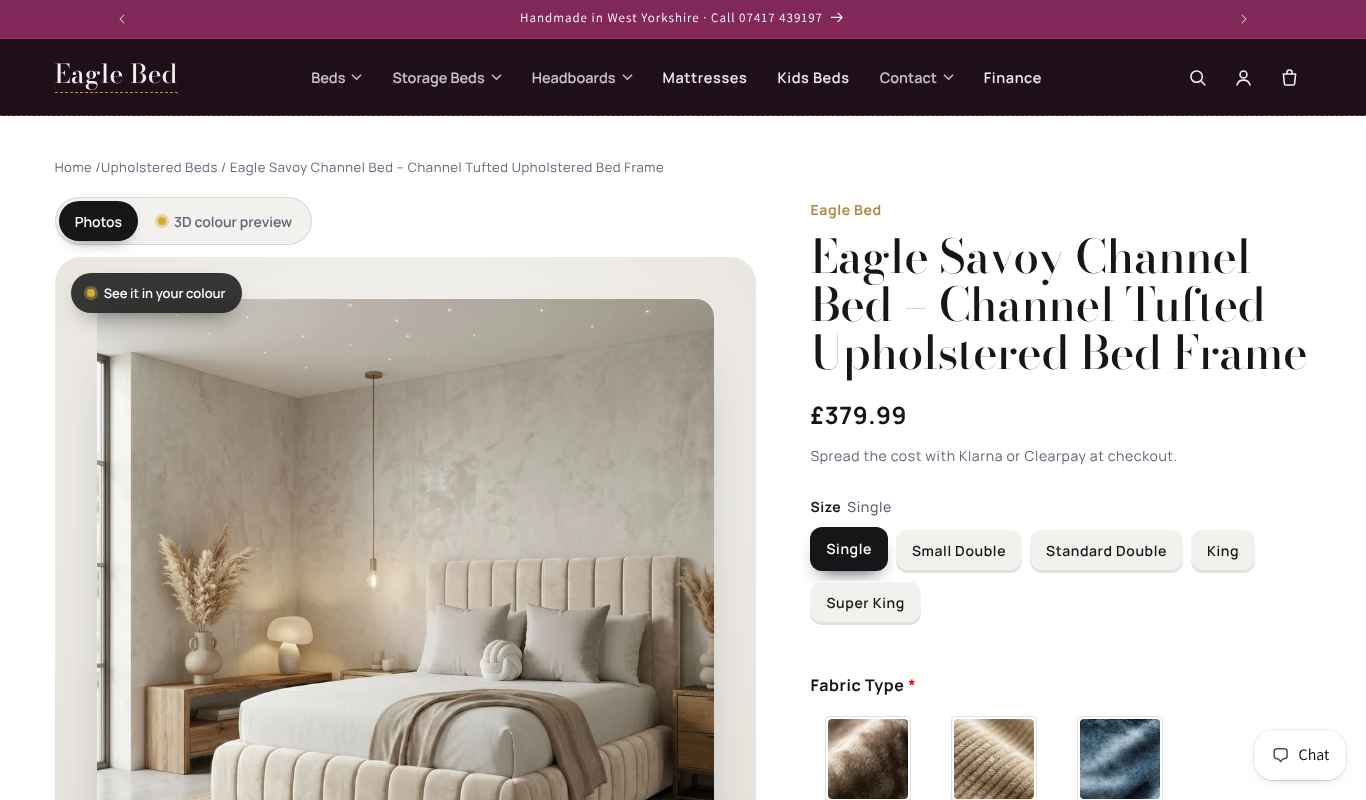 Handmade in West Yorkshire · Call 07417 439197
Eagle Bed
Beds
Storage Beds
Headboards
Mattresses
Kids Beds
Contact
Finance
Home /Upholstered Beds / Eagle Savoy Channel Bed – Channel Tufted Upholstered Bed Frame
Photos
3D colour preview
See it in your colour
Eagle Bed
Eagle Savoy Channel
Bed – Channel Tufted
Upholstered Bed Frame
£379.99
Spread the cost with Klarna or Clearpay at checkout.
Size Single
Single
Small Double
Standard Double
King
Super King
Fabric Type *
Chat